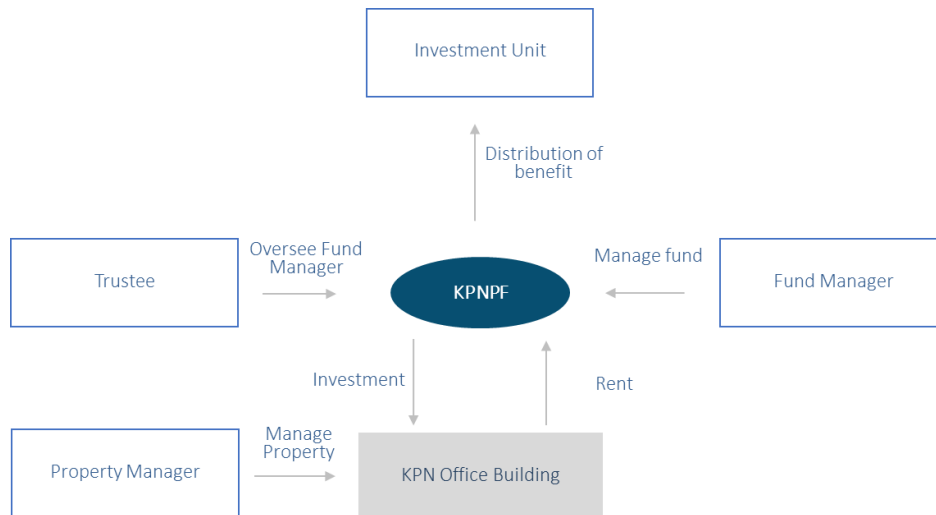 Investment Unit
Distribution of
benefit
Oversee Fund
Manager
Manage fund
Trustee
KPNPF
Fund Manager
Investment
Rent
Manage
Property
Property Manager
KPN Office Building